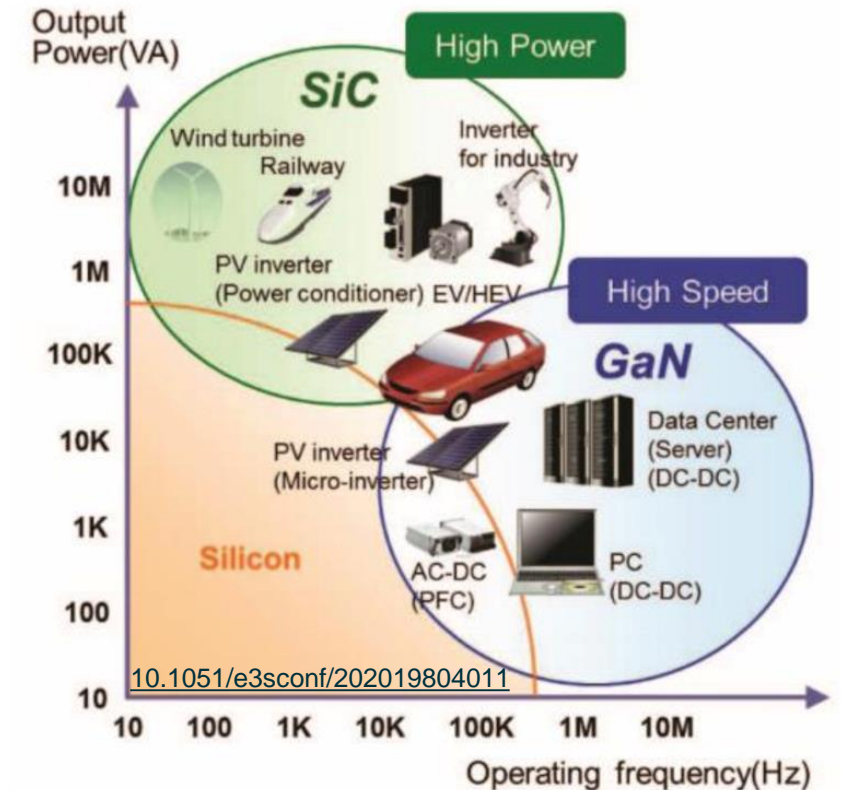 Output
Power(VA)
High Power
SiC
Wind turbine
Railway
Inverter
for industry
10M
PV inverter
(Power conditioner) EV/HEV
1M
High Speed
100K
GaN
Data Center
(Server)
(DC-DC)
10K
PV inverter
(Micro-inverter)
1K
Silicon
AC-DC
(PFC)
PC
(DC-DC)
100
10.1051/e3sconf/202019804011
10
10 100 1K 10K 100K 1M 10M
Operating frequency(Hz)